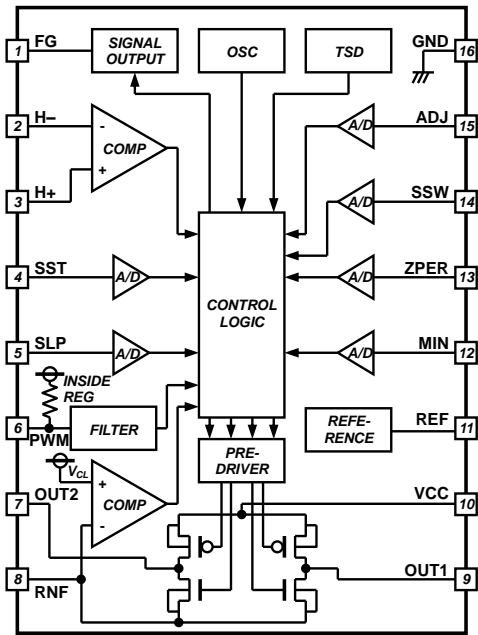 1 FG
SIGNAL
OUTPUT
OSC
TSD
GND 16
2 H–
-
COMP
+
A/D
ADJ 15
3 H+
A/D
SSW 14
4 SST
A/D
CONTROL
LOGIC
A/D
ZPER 13
5 SLP
A/D
A/D
MIN 12
INSIDE
REG
6 PWM
FILTER
REFE-
RENCE
REF 11
VCL
+
COMP
-
PRE-
DRIVER
7 OUT2
VCC 10
8 RNF
OUT1 9